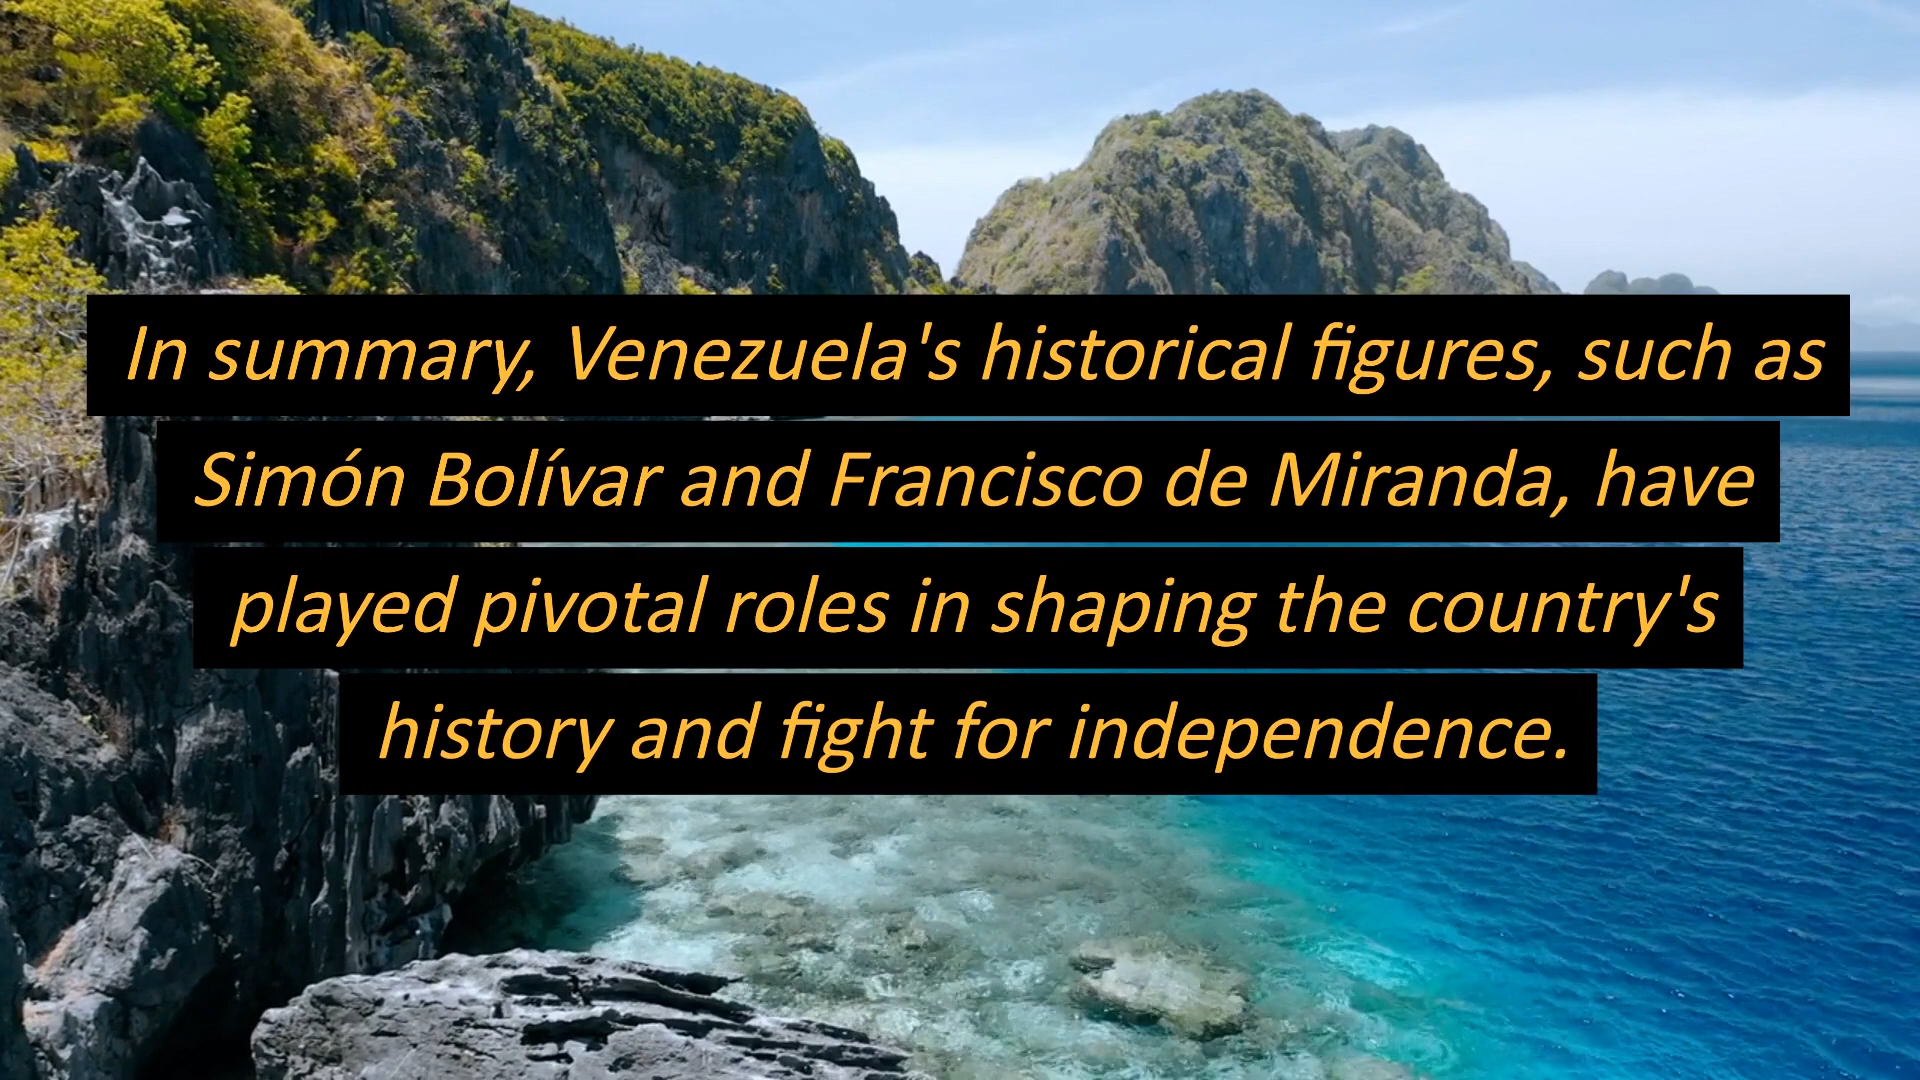 In summary, Venezuela's historical figures, such as
Simón Bolívar and Francisco de Miranda, have
played pivotal roles in shaping the country's
history and fight for independence.